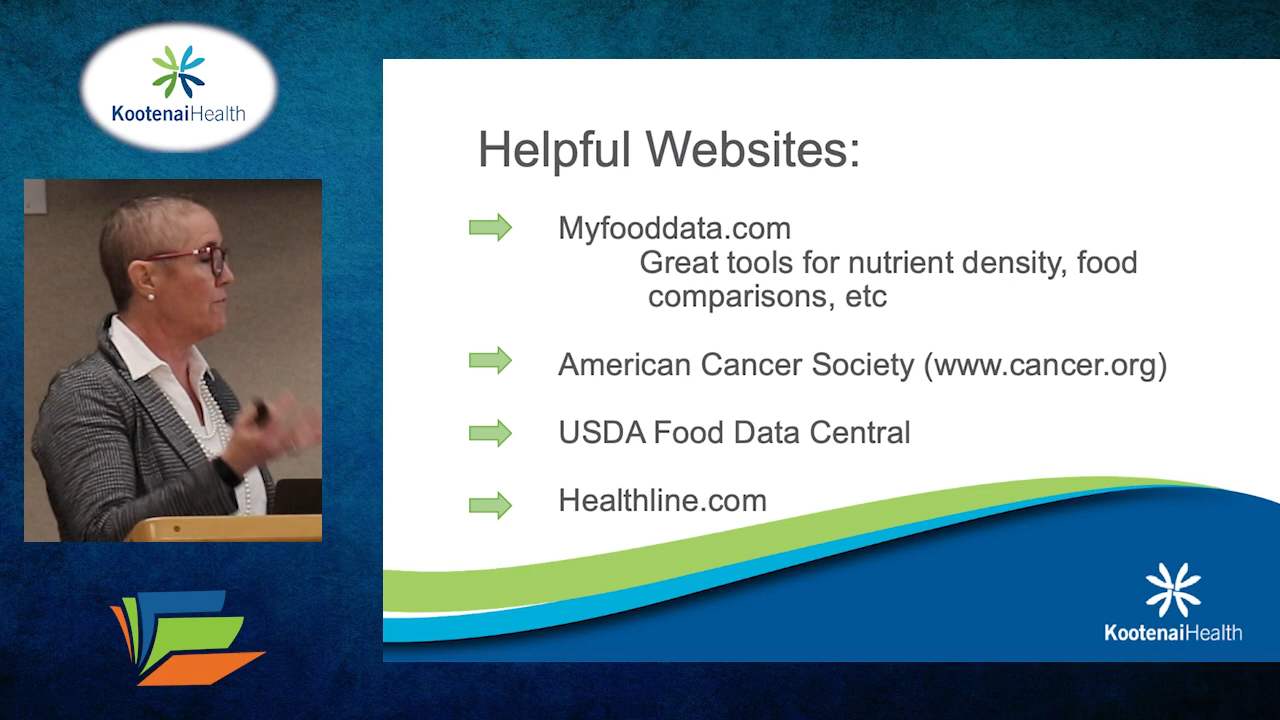 KootenaiHealth
Helpful Websites:
Myfooddata.com
Great tools for nutrient density, food
comparisons, etc
American Cancer Society (www.cancer.org)
USDA Food Data Central
Healthline.com
KootenaiHealth